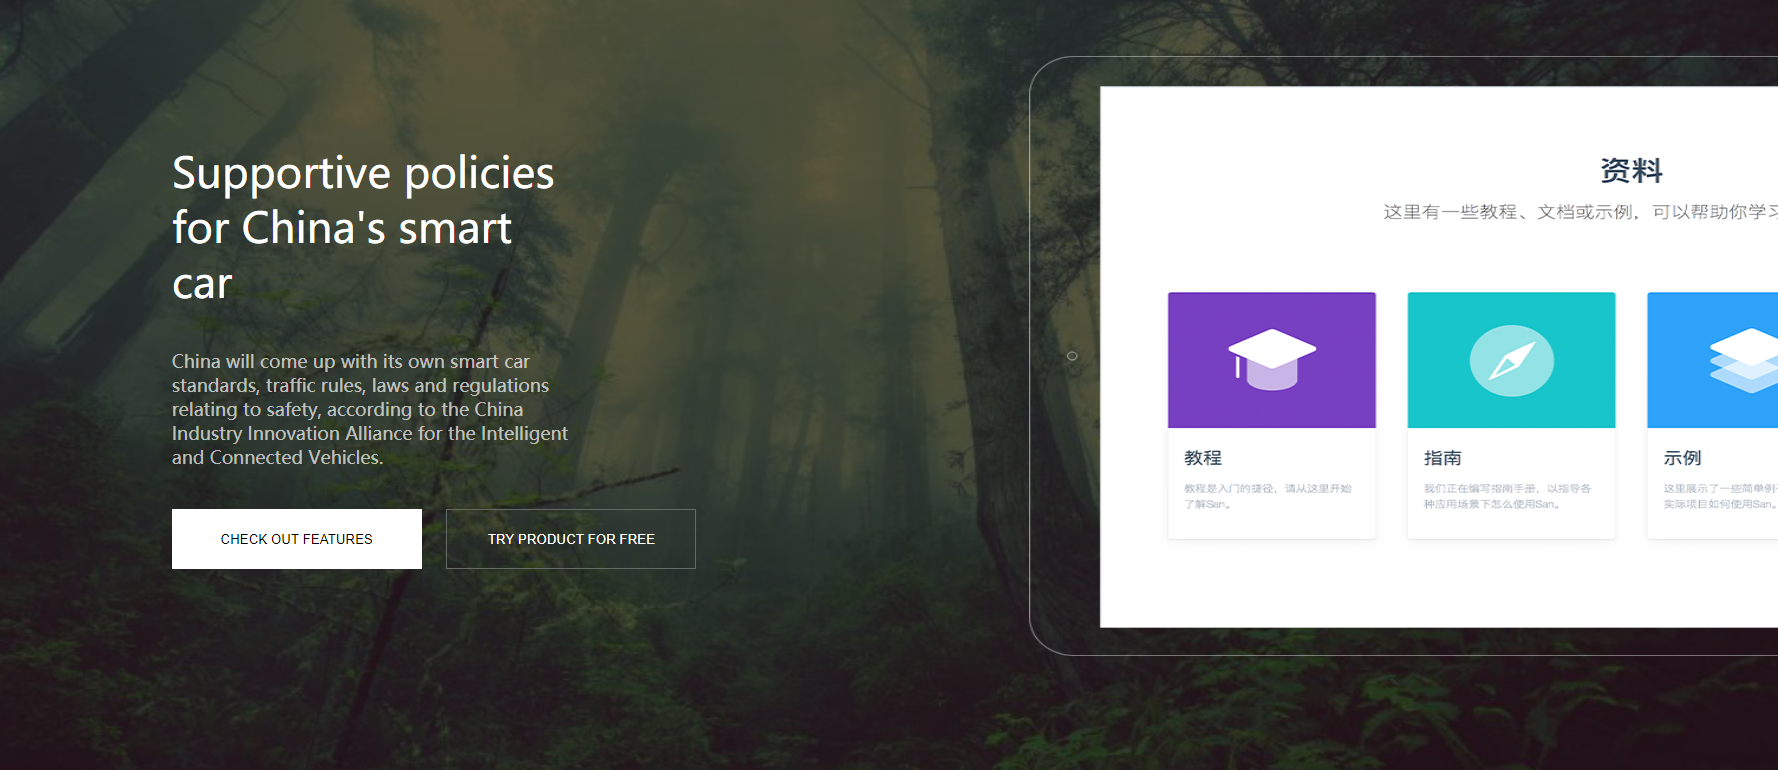 Supportive policies
for China's smart
car
China will come up with its own smart car
standards, traffic rules, laws and regulations
relating to safety, according to the China
Industry Innovation Alliance for the Intelligent
and Connected Vehicles.
CHECK OUT FEATURES
TRY PRODUCT FOR FREE
资料
这里有一些教程、文档或示例，可以帮助你学习
教程
教程是入门的捷径，请从这里开始
了解San。
指南
我们正在编写指南手册，以指导各
种应用场景下怎么使用San。
示例
这里展示了一些简单例
实际项目如何使用San。